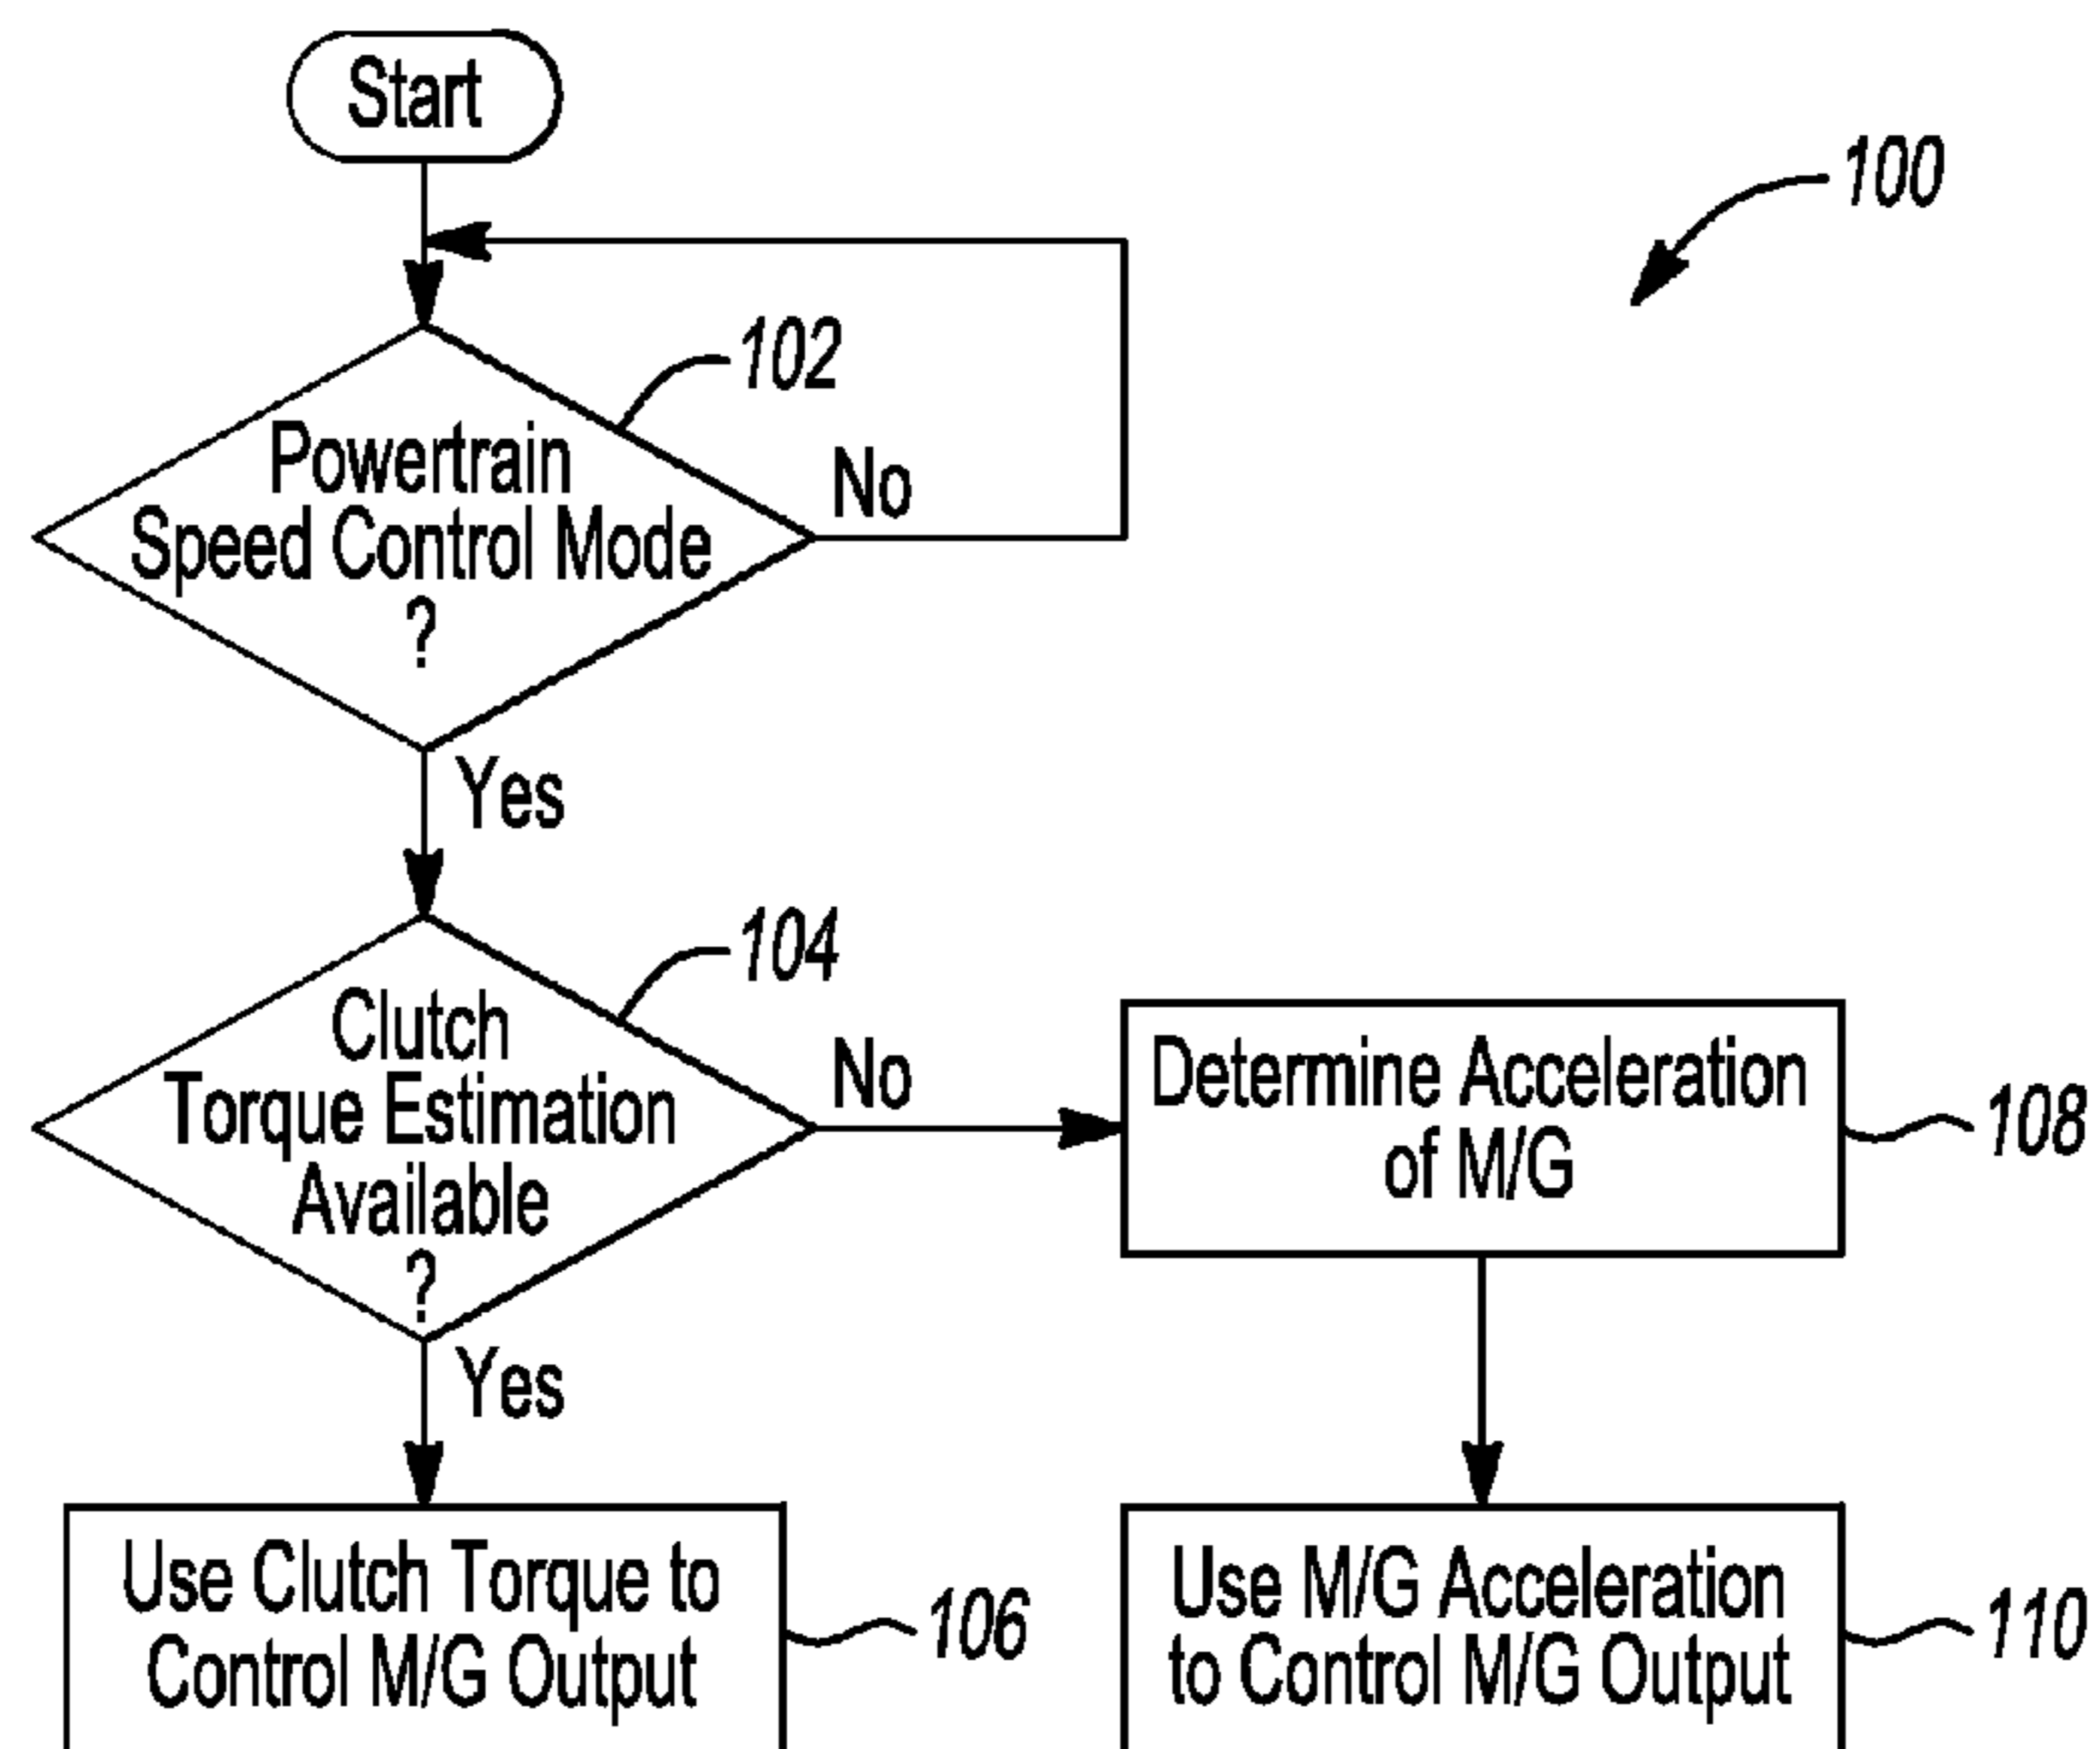 Start
100
102
Powertrain
Speed Control Mode
?
No
Yes
104
Clutch
Torque Estimation
Available
?
No
Yes
Determine Acceleration
of M/G
108
Use Clutch Torque to
Control M/G Output
106
Use M/G Acceleration
to Control M/G Output
110